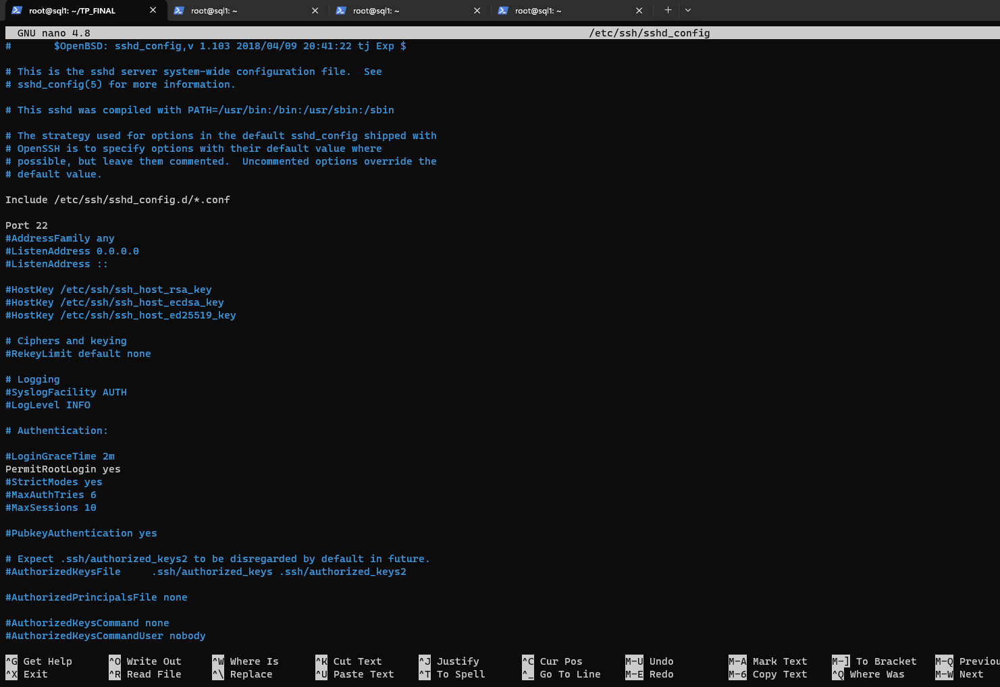 root@sql1: ~/TP_FINAL root@sql1: ~ root@sql1: ~ root@sql1: ~
GNU nano 4.8 /etc/ssh/sshd_config
#       $OpenBSD: sshd_config,v 1.103 2018/04/09 20:41:22 tj Exp $

# This is the sshd server system-wide configuration file.  See
# sshd_config(5) for more information.

# This sshd was compiled with PATH=/usr/bin:/bin:/usr/sbin:/sbin

# The strategy used for options in the default sshd_config shipped with
# OpenSSH is to specify options with their default value where
# possible, but leave them commented.  Uncommented options override the
# default value.

Include /etc/ssh/sshd_config.d/*.conf

Port 22
#AddressFamily any
#ListenAddress 0.0.0.0
#ListenAddress ::

#HostKey /etc/ssh/ssh_host_rsa_key
#HostKey /etc/ssh/ssh_host_ecdsa_key
#HostKey /etc/ssh/ssh_host_ed25519_key

# Ciphers and keying
#RekeyLimit default none

# Logging
#SyslogFacility AUTH
#LogLevel INFO

# Authentication:

#LoginGraceTime 2m
PermitRootLogin yes
#StrictModes yes
#MaxAuthTries 6
#MaxSessions 10

#PubkeyAuthentication yes

# Expect .ssh/authorized_keys2 to be disregarded by default in future.
#AuthorizedKeysFile     .ssh/authorized_keys .ssh/authorized_keys2

#AuthorizedPrincipalsFile none

#AuthorizedKeysCommand none
#AuthorizedKeysCommandUser nobody

^G Get Help ^O Write Out ^W Where Is ^K Cut Text ^J Justify ^C Cur Pos M-U Undo M-A Mark Text M-] To Bracket M-Q Previou
^X Exit ^R Read File ^\ Replace ^U Paste Text ^T To Spell ^_ Go To Line M-E Redo M-6 Copy Text ^Q Where Was M-W Next